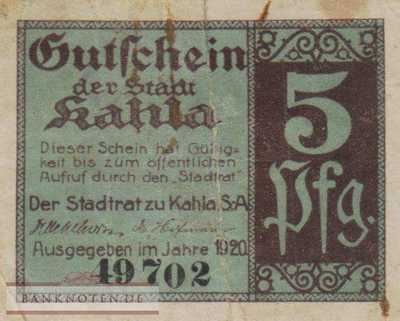 Gutschein
der Stadt
Kahla
Dieser Schein hat Gültig-
keit bis zum öffentlichen
Aufruf durch den „Stadtrat"
Der Stadtrat zu Kahla, S.-A.
Ausgegeben im Jahre 1920.
49702
5
Pfg.
BANKNOTEN.DE